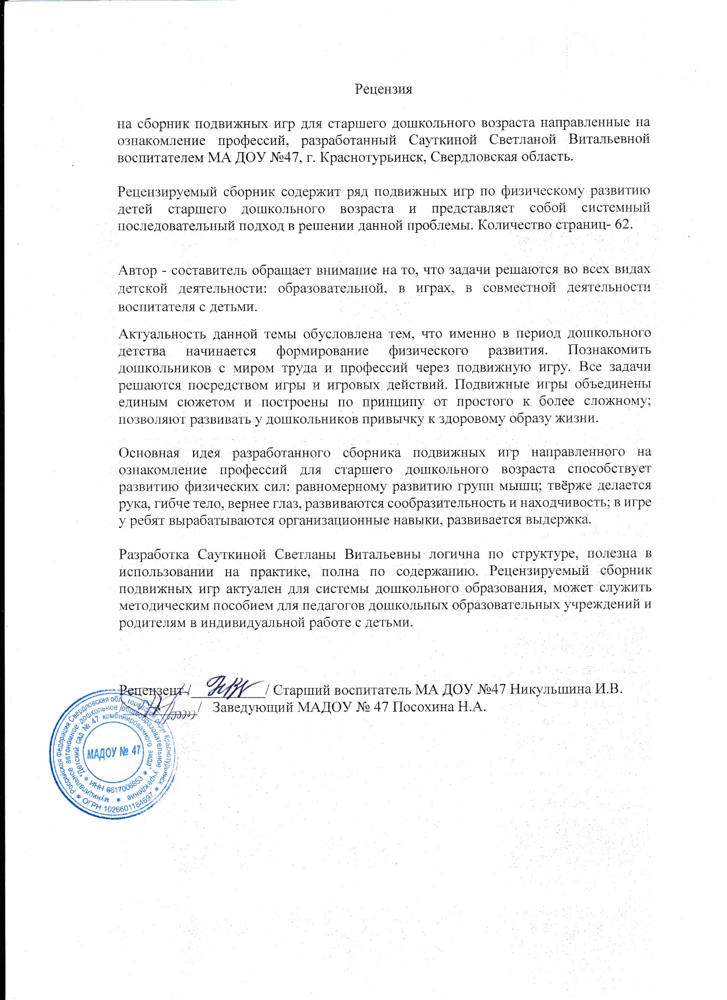 Рецензия
на сборник подвижных игр для старшего дошкольного возраста направленные на
ознакомление профессий, разработанный Сауткиной Светланой Витальевной
воспитателем МА ДОУ №47, г. Краснотурьинск, Свердловская область.
Рецензируемый сборник содержит ряд подвижных игр по физическому развитию
детей старшего дошкольного возраста и представляет собой системный
последовательный подход в решении данной проблемы. Количество страниц- 62.
Автор - составитель обращает внимание на то, что задачи решаются во всех видах
детской деятельности: образовательной, в играх, в совместной деятельности
воспитателя с детьми.
Актуальность данной темы обусловлена тем, что именно в период дошкольного
детства начинается формирование физического развития. Познакомить
дошкольников с миром труда и профессий через подвижную игру. Все задачи
решаются посредством игры и игровых действий. Подвижные игры объединены
единым сюжетом и построены по принципу от простого к более сложному;
позволяют развивать у дошкольников привычку к здоровому образу жизни.
Основная идея разработанного сборника подвижных игр направленного на
ознакомление профессий для старшего дошкольного возраста способствует
развитию физических сил: равномерному развитию групп мышц; твёрже делается
рука, гибче тело, вернее глаз, развиваются сообразительность и находчивость; в игре
у ребят вырабатываются организационные навыки, развивается выдержка.
Разработка Сауткиной Светланы Витальевны логична по структуре, полезна в
использовании на практике, полна по содержанию. Рецензируемый сборник
подвижных игр актуален для системы дошкольного образования, может служить
методическим пособием для педагогов дошкольных образовательных учреждений и
родителям в индивидуальной работе с детьми.
Рецензент /__________/ Старший воспитатель МА ДОУ №47 Никульшина И.В.
/__________/ Заведующий МАДОУ № 47 Посохина Н.А.
Российская Федерация Свердловская обл. городской округ Краснотурьинск
* ОГРН 1026601184697 *
муниципальное автономное дошкольное общеобразовательное учреждение *
"Детский сад № 47 комбинированного вида"
* ИНН 6617006853 *
МАДОУ № 47